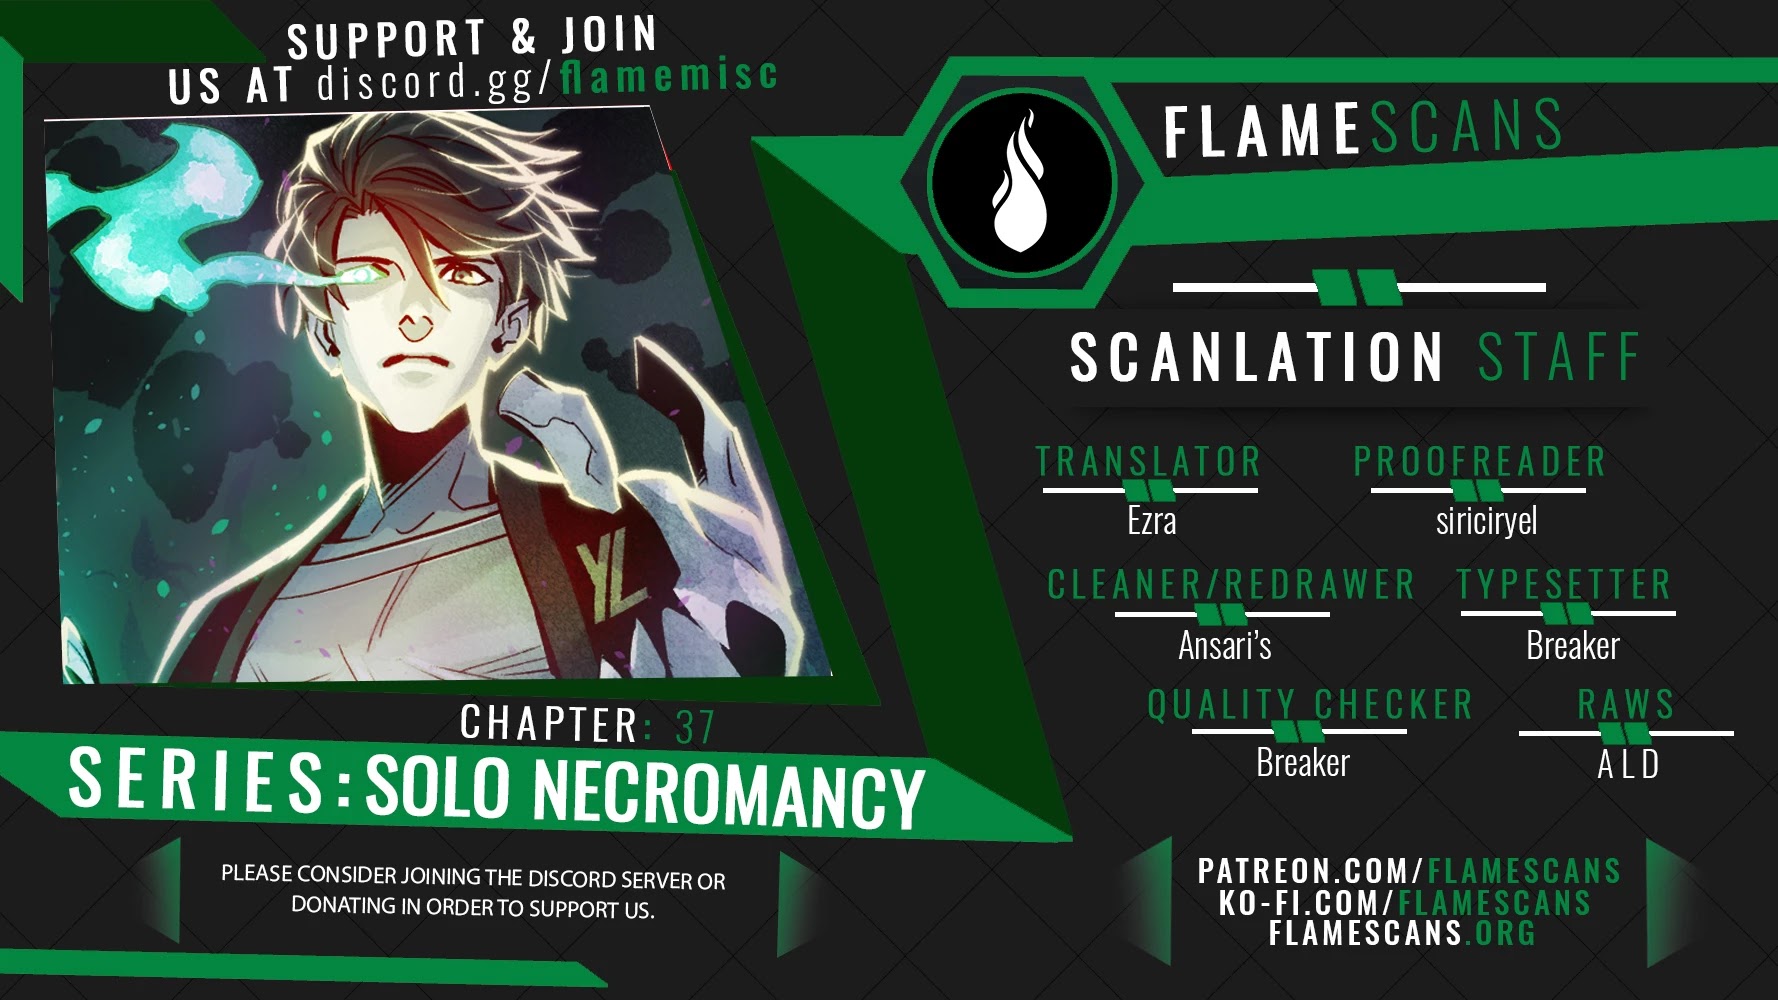 SUPPORT & JOIN
US AT discord.gg/flamemisc
YL
CHAPTER: 37
SERIES: SOLO NECROMANCY
PLEASE CONSIDER JOINING THE DISCORD SERVER OR
DONATING IN ORDER TO SUPPORT US.
FLAMESCANS
SCANLATION STAFF
TRANSLATOR
Ezra
PROOFREADER
siriciryel
CLEANER/REDRAWER
Ansari's
TYPESETTER
Breaker
QUALITY CHECKER
Breaker
RAWS
ALD
PATREON.COM/FLAMESCANS
KO-FI.COM/FLAMESCANS
FLAMESCANS.ORG